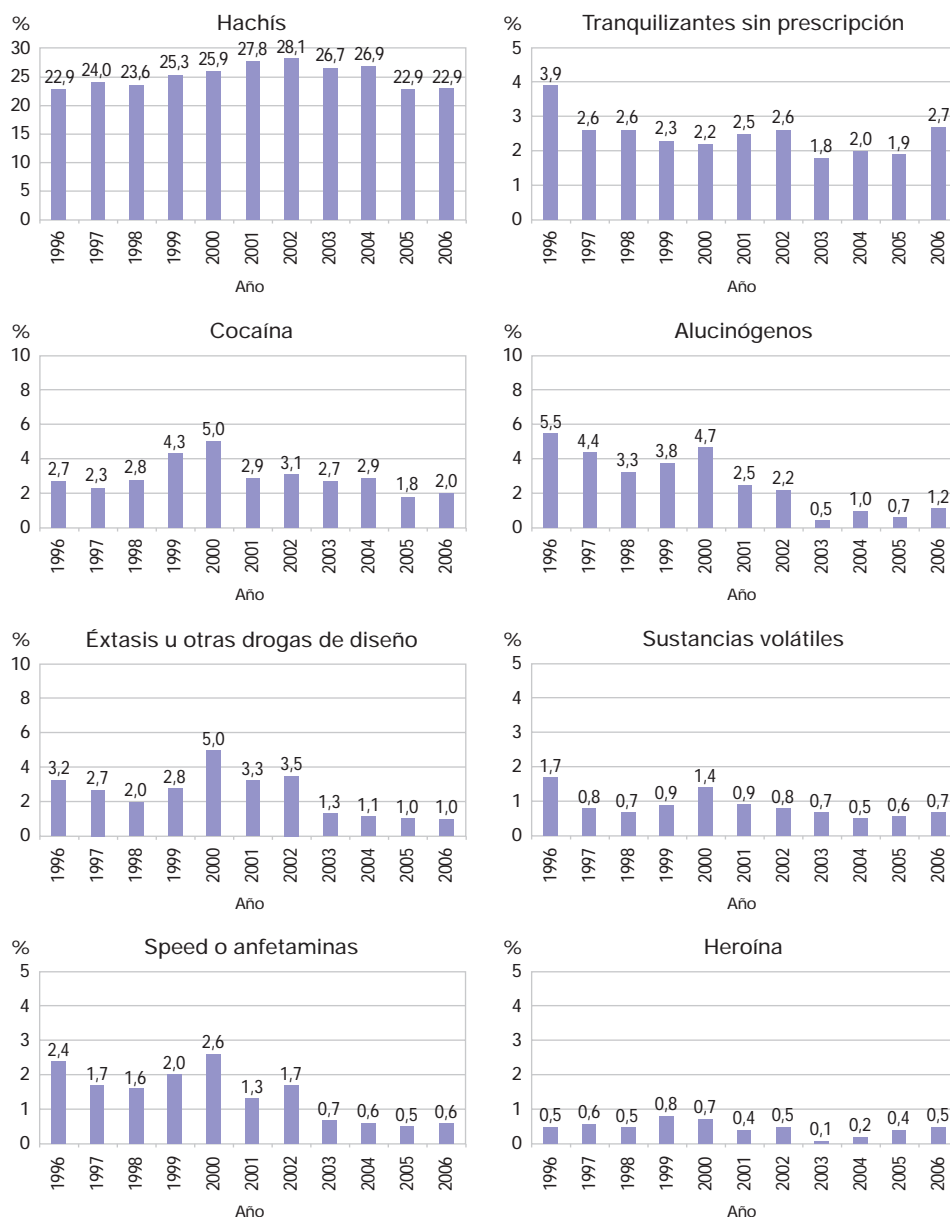 % Hachís
30
25
20
15
10
5
0
22,9 24,0 23,6 25,3 25,9 27,8 28,1 26,7 26,9 22,9 22,9
1996 1997 1998 1999 2000 2001 2002 2003 2004 2005 2006
Año
% Tranquilizantes sin prescripción
5
4
3
2
1
0
3,9 2,6 2,6 2,3 2,2 2,5 2,6 1,8 2,0 1,9 2,7
1996 1997 1998 1999 2000 2001 2002 2003 2004 2005 2006
Año
% Cocaína
10
8
6
4
2
0
2,7 2,3 2,8 4,3 5,0 2,9 3,1 2,7 2,9 1,8 2,0
1996 1997 1998 1999 2000 2001 2002 2003 2004 2005 2006
Año
% Alucinógenos
10
8
6
4
2
0
5,5 4,4 3,3 3,8 4,7 2,5 2,2 0,5 1,0 0,7 1,2
1996 1997 1998 1999 2000 2001 2002 2003 2004 2005 2006
Año
% Éxtasis u otras drogas de diseño
10
8
6
4
2
0
3,2 2,7 2,0 2,8 5,0 3,3 3,5 1,3 1,1 1,0 1,0
1996 1997 1998 1999 2000 2001 2002 2003 2004 2005 2006
Año
% Sustancias volátiles
5
4
3
2
1
0
1,7 0,8 0,7 0,9 1,4 0,9 0,8 0,7 0,5 0,6 0,7
1996 1997 1998 1999 2000 2001 2002 2003 2004 2005 2006
Año
% Speed o anfetaminas
5
4
3
2
1
0
2,4 1,7 1,6 2,0 2,6 1,3 1,7 0,7 0,6 0,5 0,6
1996 1997 1998 1999 2000 2001 2002 2003 2004 2005 2006
Año
% Heroína
5
4
3
2
1
0
0,5 0,6 0,5 0,8 0,7 0,4 0,5 0,1 0,2 0,4 0,5
1996 1997 1998 1999 2000 2001 2002 2003 2004 2005 2006
Año